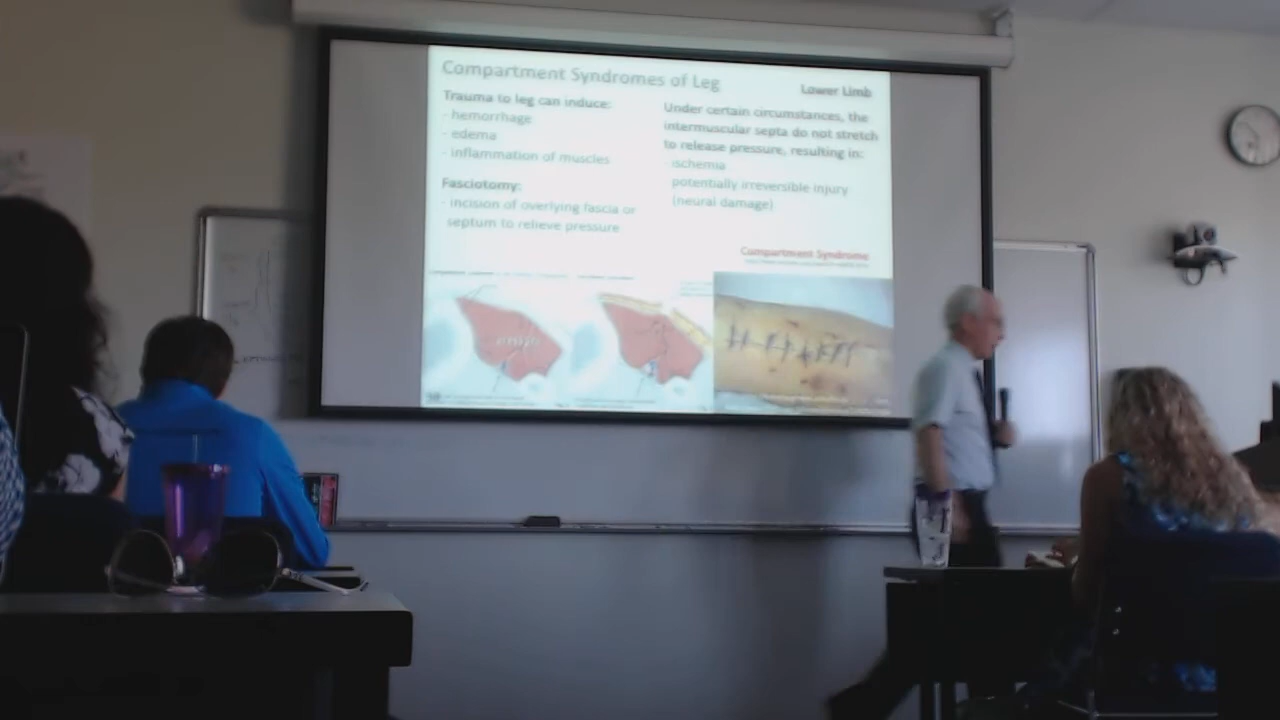 Compartment Syndromes of Leg
Lower Limb
Trauma to leg can induce:
- hemorrhage
- edema
- inflammation of muscles
Fasciotomy:
- incision of overlying fascia or
septum to relieve pressure
Under certain circumstances, the
intermuscular septa do not stretch
to release pressure, resulting in:
- ischemia
potentially irreversible injury
(neural damage)
Compartment Syndrome